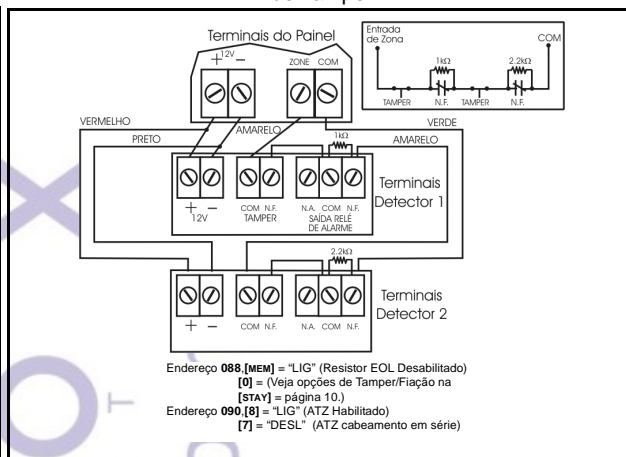 Terminais do Painel
+ 12V −
ZONE COM
Entrada
de Zona
COM
1kΩ
2.2kΩ
TAMPER N.F. TAMPER N.F.
VERMELHO
PRETO
AMARELO
VERDE
AMARELO
1kΩ
+ −
12V
COM N.F.
TAMPER
N.A. COM N.F.
SAÍDA RELÉ
DE ALARME
Terminais
Detector 1
2.2kΩ
+ −
COM N.F.
N.A. COM N.F.
Terminais
Detector 2
Endereço 088,[MEM] = “LIG” (Resistor EOL Desabilitado)
[0] = (Veja opções de Tamper/Fiação na
[STAY] = página 10.)
Endereço 090,[8] = “LIG” (ATZ Habilitado)
[7] = “DESL” (ATZ cabeamento em série)